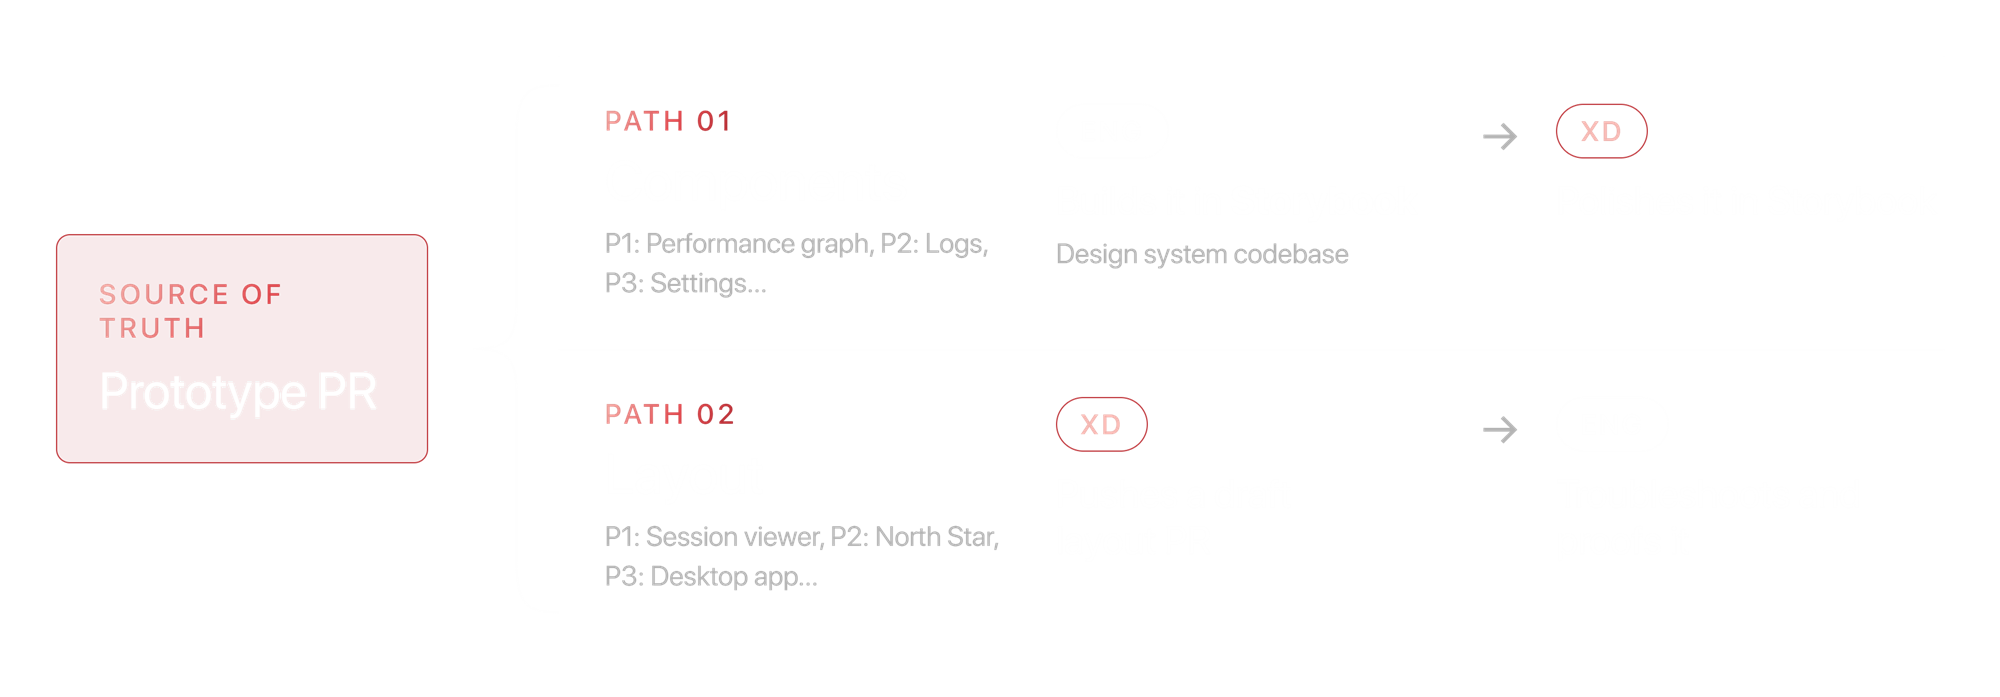 SOURCE OF
TRUTH
Prototype PR
PATH 01
P1: Performance graph, P2: Logs,
P3: Settings...
Design system codebase
→
XD
PATH 02
P1: Session viewer, P2: North Star,
P3: Desktop app...
XD
→